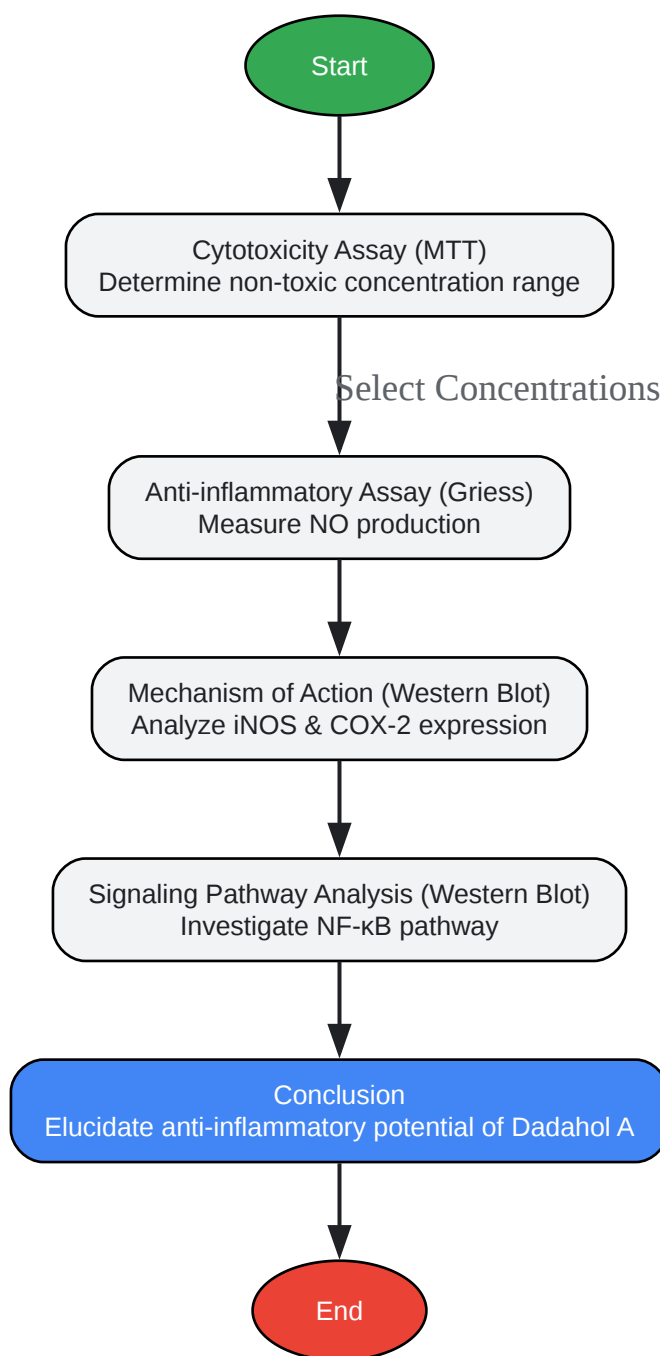 Start
Cytotoxicity Assay (MTT)
Determine non-toxic concentration range
Select Concentrations
Anti-inflammatory Assay (Griess)
Measure NO production
Mechanism of Action (Western Blot)
Analyze iNOS & COX-2 expression
Signaling Pathway Analysis (Western Blot)
Investigate NF-κB pathway
Conclusion
Elucidate anti-inflammatory potential of Dadahol A
End